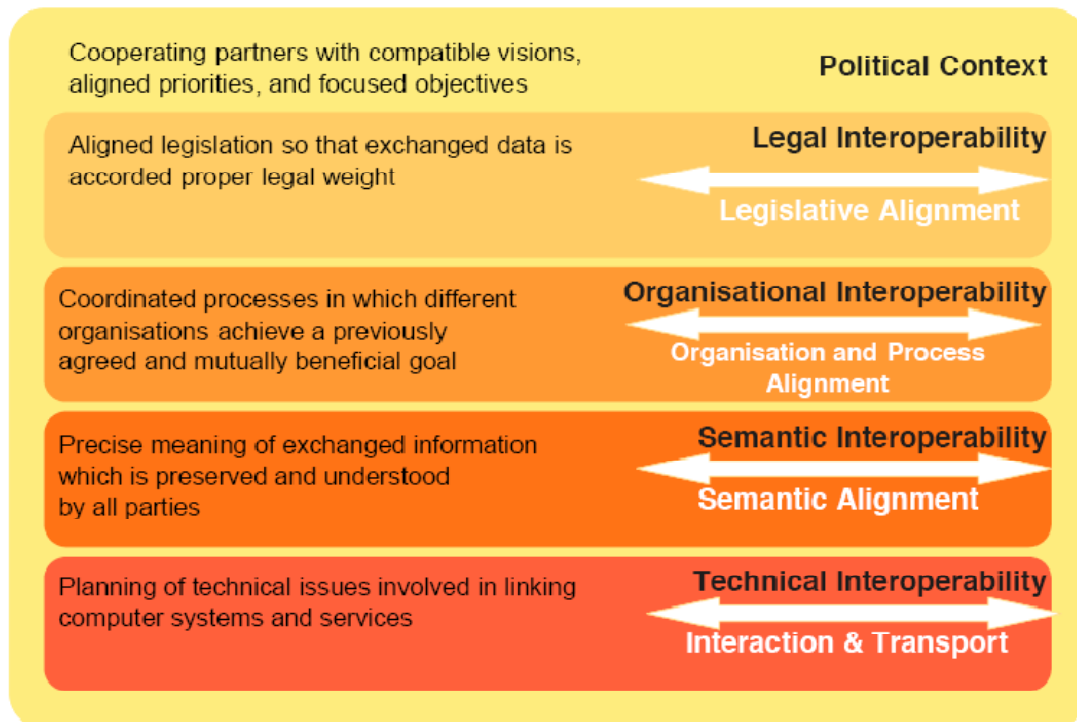 Cooperating partners with compatible visions,
aligned priorities, and focused objectives
Political Context
Aligned legislation so that exchanged data is
accorded proper legal weight
Legal Interoperability
Legislative Alignment
Coordinated processes in which different
organisations achieve a previously
agreed and mutually beneficial goal
Organisational Interoperability
Organisation and Process
Alignment
Precise meaning of exchanged information
which is preserved and understood
by all parties
Semantic Interoperability
Semantic Alignment
Planning of technical issues involved in linking
computer systems and services
Technical Interoperability
Interaction & Transport